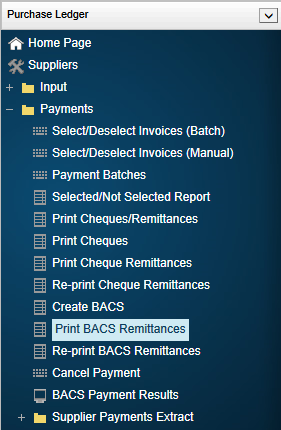 Purchase Ledger
Home Page
Suppliers
Input
Payments
Select/Deselect Invoices (Batch)
Select/Deselect Invoices (Manual)
Payment Batches
Selected/Not Selected Report
Print Cheques/Remittances
Print Cheques
Print Cheque Remittances
Re-print Cheque Remittances
Create BACS
Print BACS Remittances
Re-print BACS Remittances
Cancel Payment
BACS Payment Results
Supplier Payments Extract